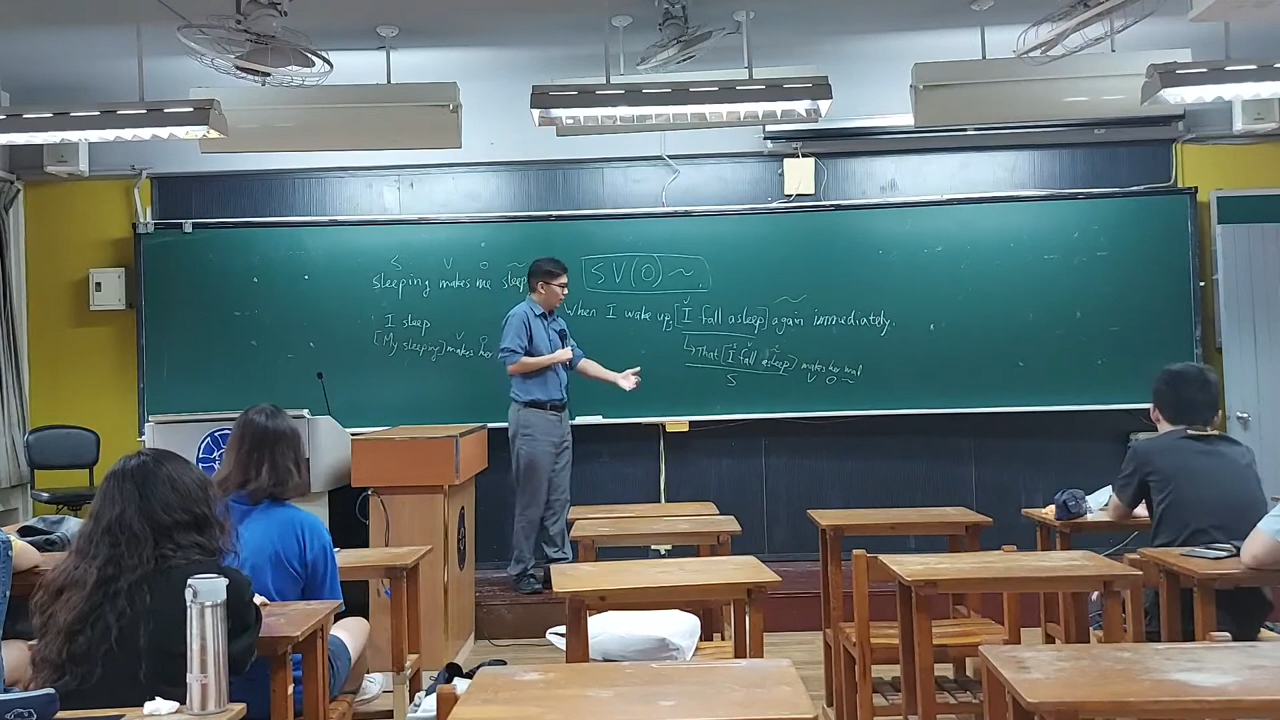 S V O ~
sleeping makes me sleep
I sleep
[My sleeping] makes her
V O
S V (O) ~
V ~
When I wake up, [I fall asleep] again immediately.
S V ~
↳ That [I fall asleep] makes her mad
S V O ~